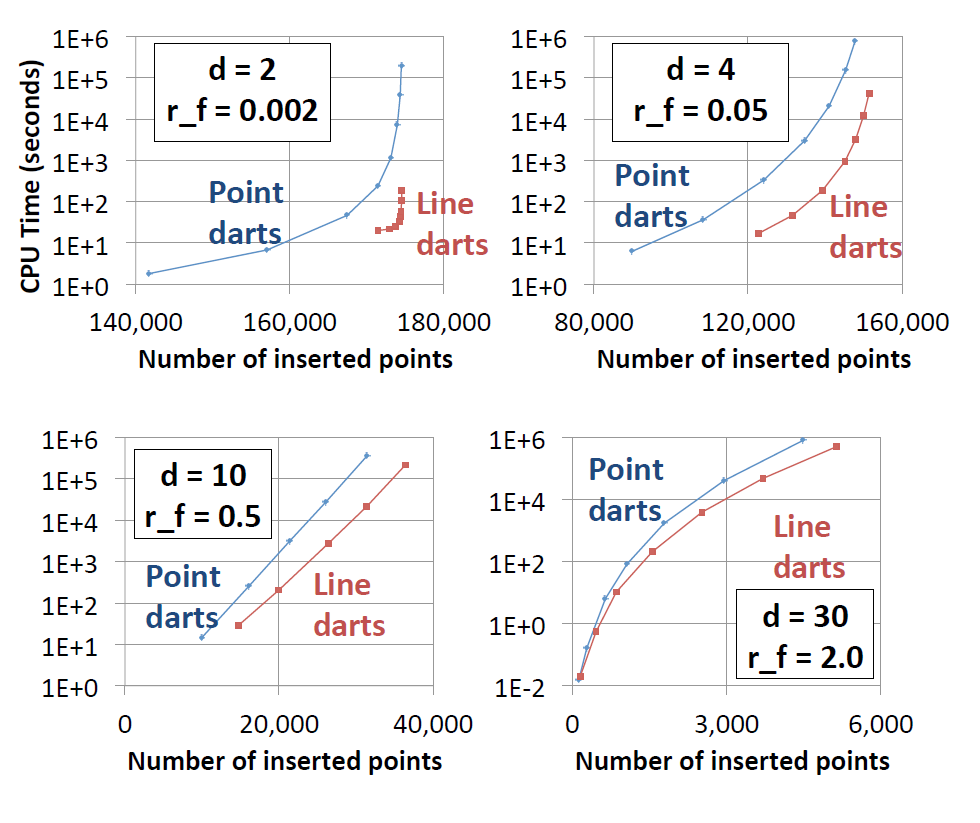 CPU Time (seconds)
1E+6
1E+5
1E+4
1E+3
1E+2
1E+1
1E+0
d = 2
r_f = 0.002
Point
darts
Line
darts
140,000 160,000 180,000
Number of inserted points
1E+6
1E+5
1E+4
1E+3
1E+2
1E+1
1E+0
d = 4
r_f = 0.05
Point
darts
Line
darts
80,000 120,000 160,000
Number of inserted points
1E+6
1E+5
1E+4
1E+3
1E+2
1E+1
1E+0
d = 10
r_f = 0.5
Point
darts
Line
darts
0 20,000 40,000
Number of inserted points
1E+6
1E+4
1E+2
1E+0
1E-2
Point
darts
Line
darts
d = 30
r_f = 2.0
0 3,000 6,000
Number of inserted points